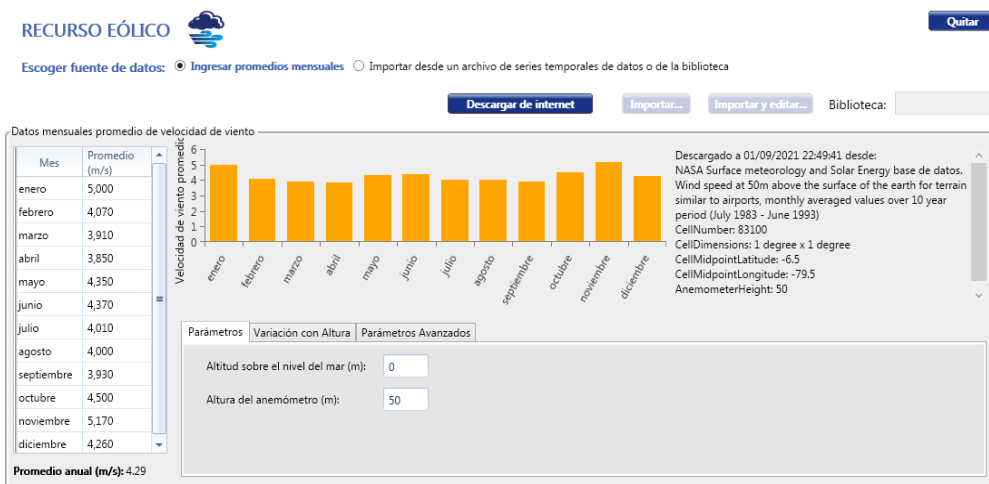 RECURSO EÓLICO
Quitar
Escoger fuente de datos: Ingresar promedios mensuales Importar desde un archivo de series temporales de datos o de la biblioteca
Descargar de internet Importar... Importar y editar... Biblioteca:
Datos mensuales promedio de velocidad de viento
Mes Promedio (m/s)
enero 5,000
febrero 4,070
marzo 3,910
abril 3,850
mayo 4,350
junio 4,370
julio 4,010
agosto 4,000
septiembre 3,930
octubre 4,500
noviembre 5,170
diciembre 4,260
Promedio anual (m/s): 4.29
Velocidad de viento promedio
6
5
4
3
2
1
0
enero febrero marzo abril mayo junio julio agosto septiembre octubre noviembre diciembre
Descargado a 01/09/2021 22:49:41 desde:
NASA Surface meteorology and Solar Energy base de datos.
Wind speed at 50m above the surface of the earth for terrain
similar to airports, monthly averaged values over 10 year
period (July 1983 - June 1993)
CellNumber: 83100
CellDimensions: 1 degree x 1 degree
CellMidpointLatitude: -6.5
CellMidpointLongitude: -79.5
AnemometerHeight: 50
Parámetros Variación con Altura Parámetros Avanzados
Altitud sobre el nivel del mar (m): 0
Altura del anemómetro (m): 50